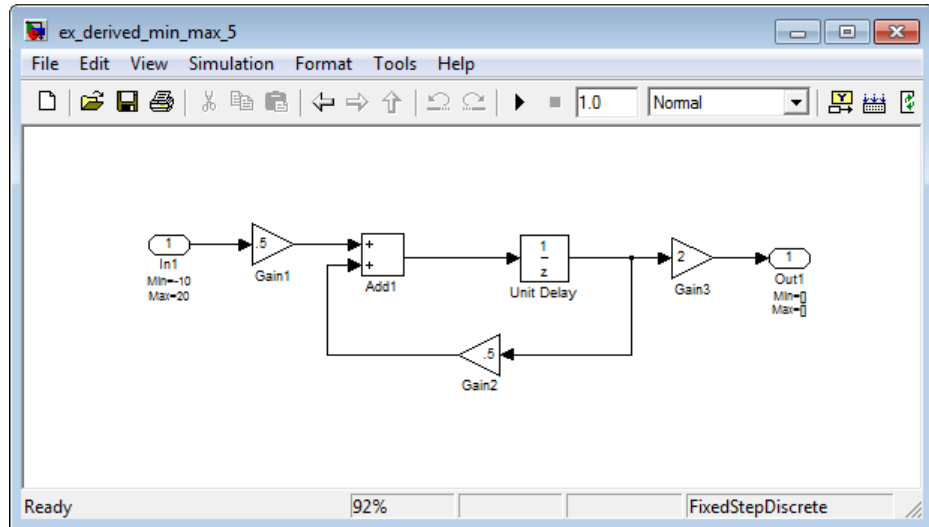 ex_derived_min_max_5
File Edit View Simulation Format Tools Help
1.0 Normal
1
In1
Min=-10
Max=20
.5
Gain1
+
+
Add1
1
z
Unit Delay
2
Gain3
1
Out1
Min=[]
Max=[]
.5
Gain2
Ready 92% FixedStepDiscrete